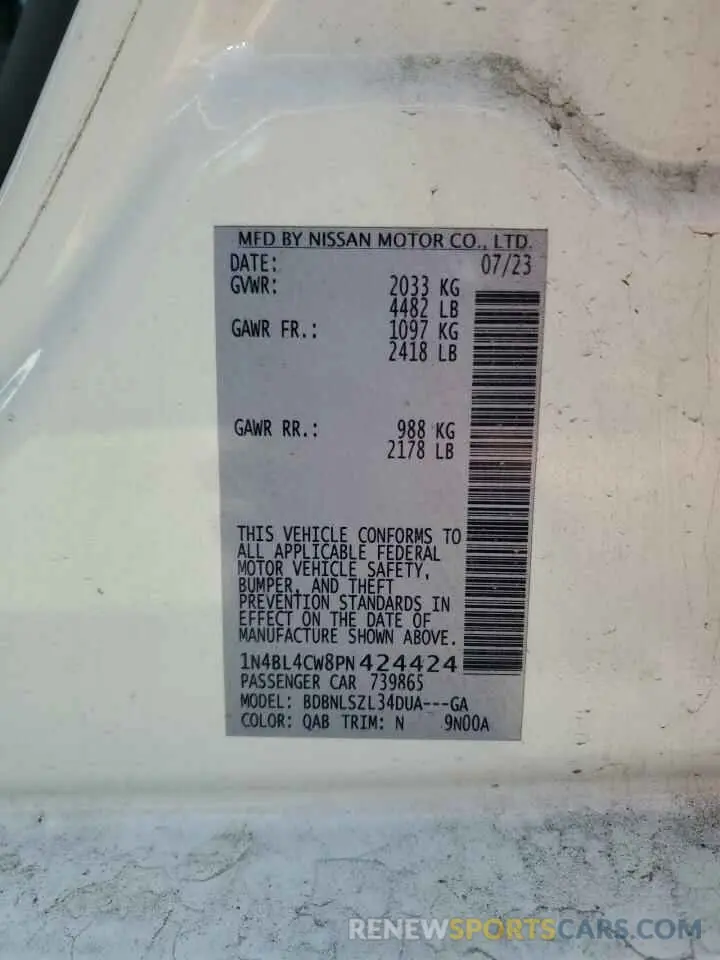 MFD BY NISSAN MOTOR CO., LTD.
DATE: 07/23
GVWR: 2033 KG
4482 LB
GAWR FR.: 1097 KG
2418 LB
GAWR RR.: 988 KG
2178 LB
THIS VEHICLE CONFORMS TO
ALL APPLICABLE FEDERAL
MOTOR VEHICLE SAFETY,
BUMPER, AND THEFT
PREVENTION STANDARDS IN
EFFECT ON THE DATE OF
MANUFACTURE SHOWN ABOVE.
1N4BL4CW8PN424424
PASSENGER CAR 739865
MODEL: BDBNLSZL34DUA---GA
COLOR: QAB TRIM: N 9N00A
RENEWSPORTSCARS.COM